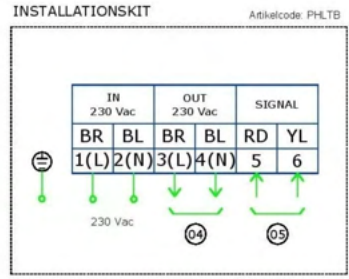 INSTALLATIONSKIT Artikelcode: PHLTB
IN OUT SIGNAL
230 Vac 230 Vac
BR BL BR BL RD YL
1(L) 2(N) 3(L) 4(N) 5 6
230 Vac
04 05